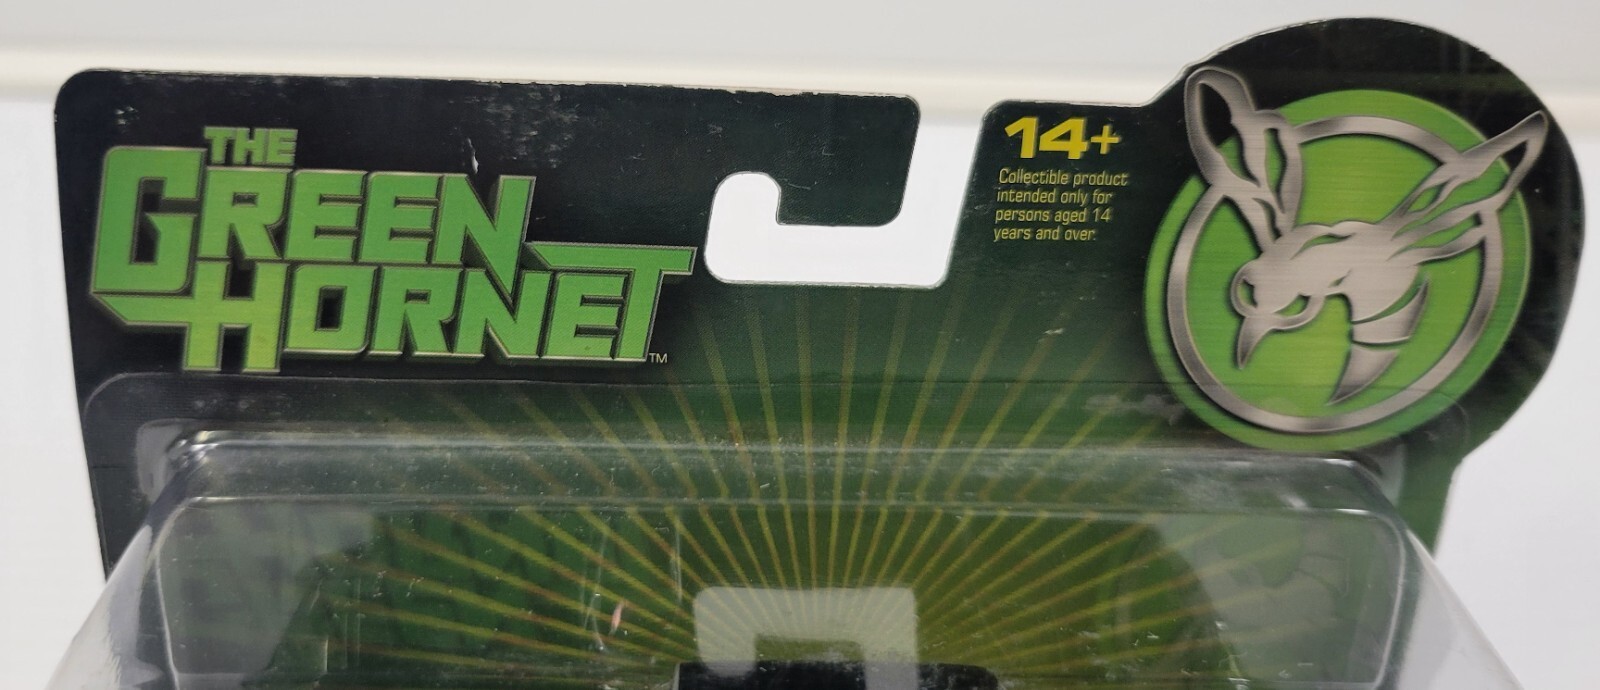 THE
GREEN
HORNET
TM
14+
Collectible product
intended only for
persons aged 14
years and over.